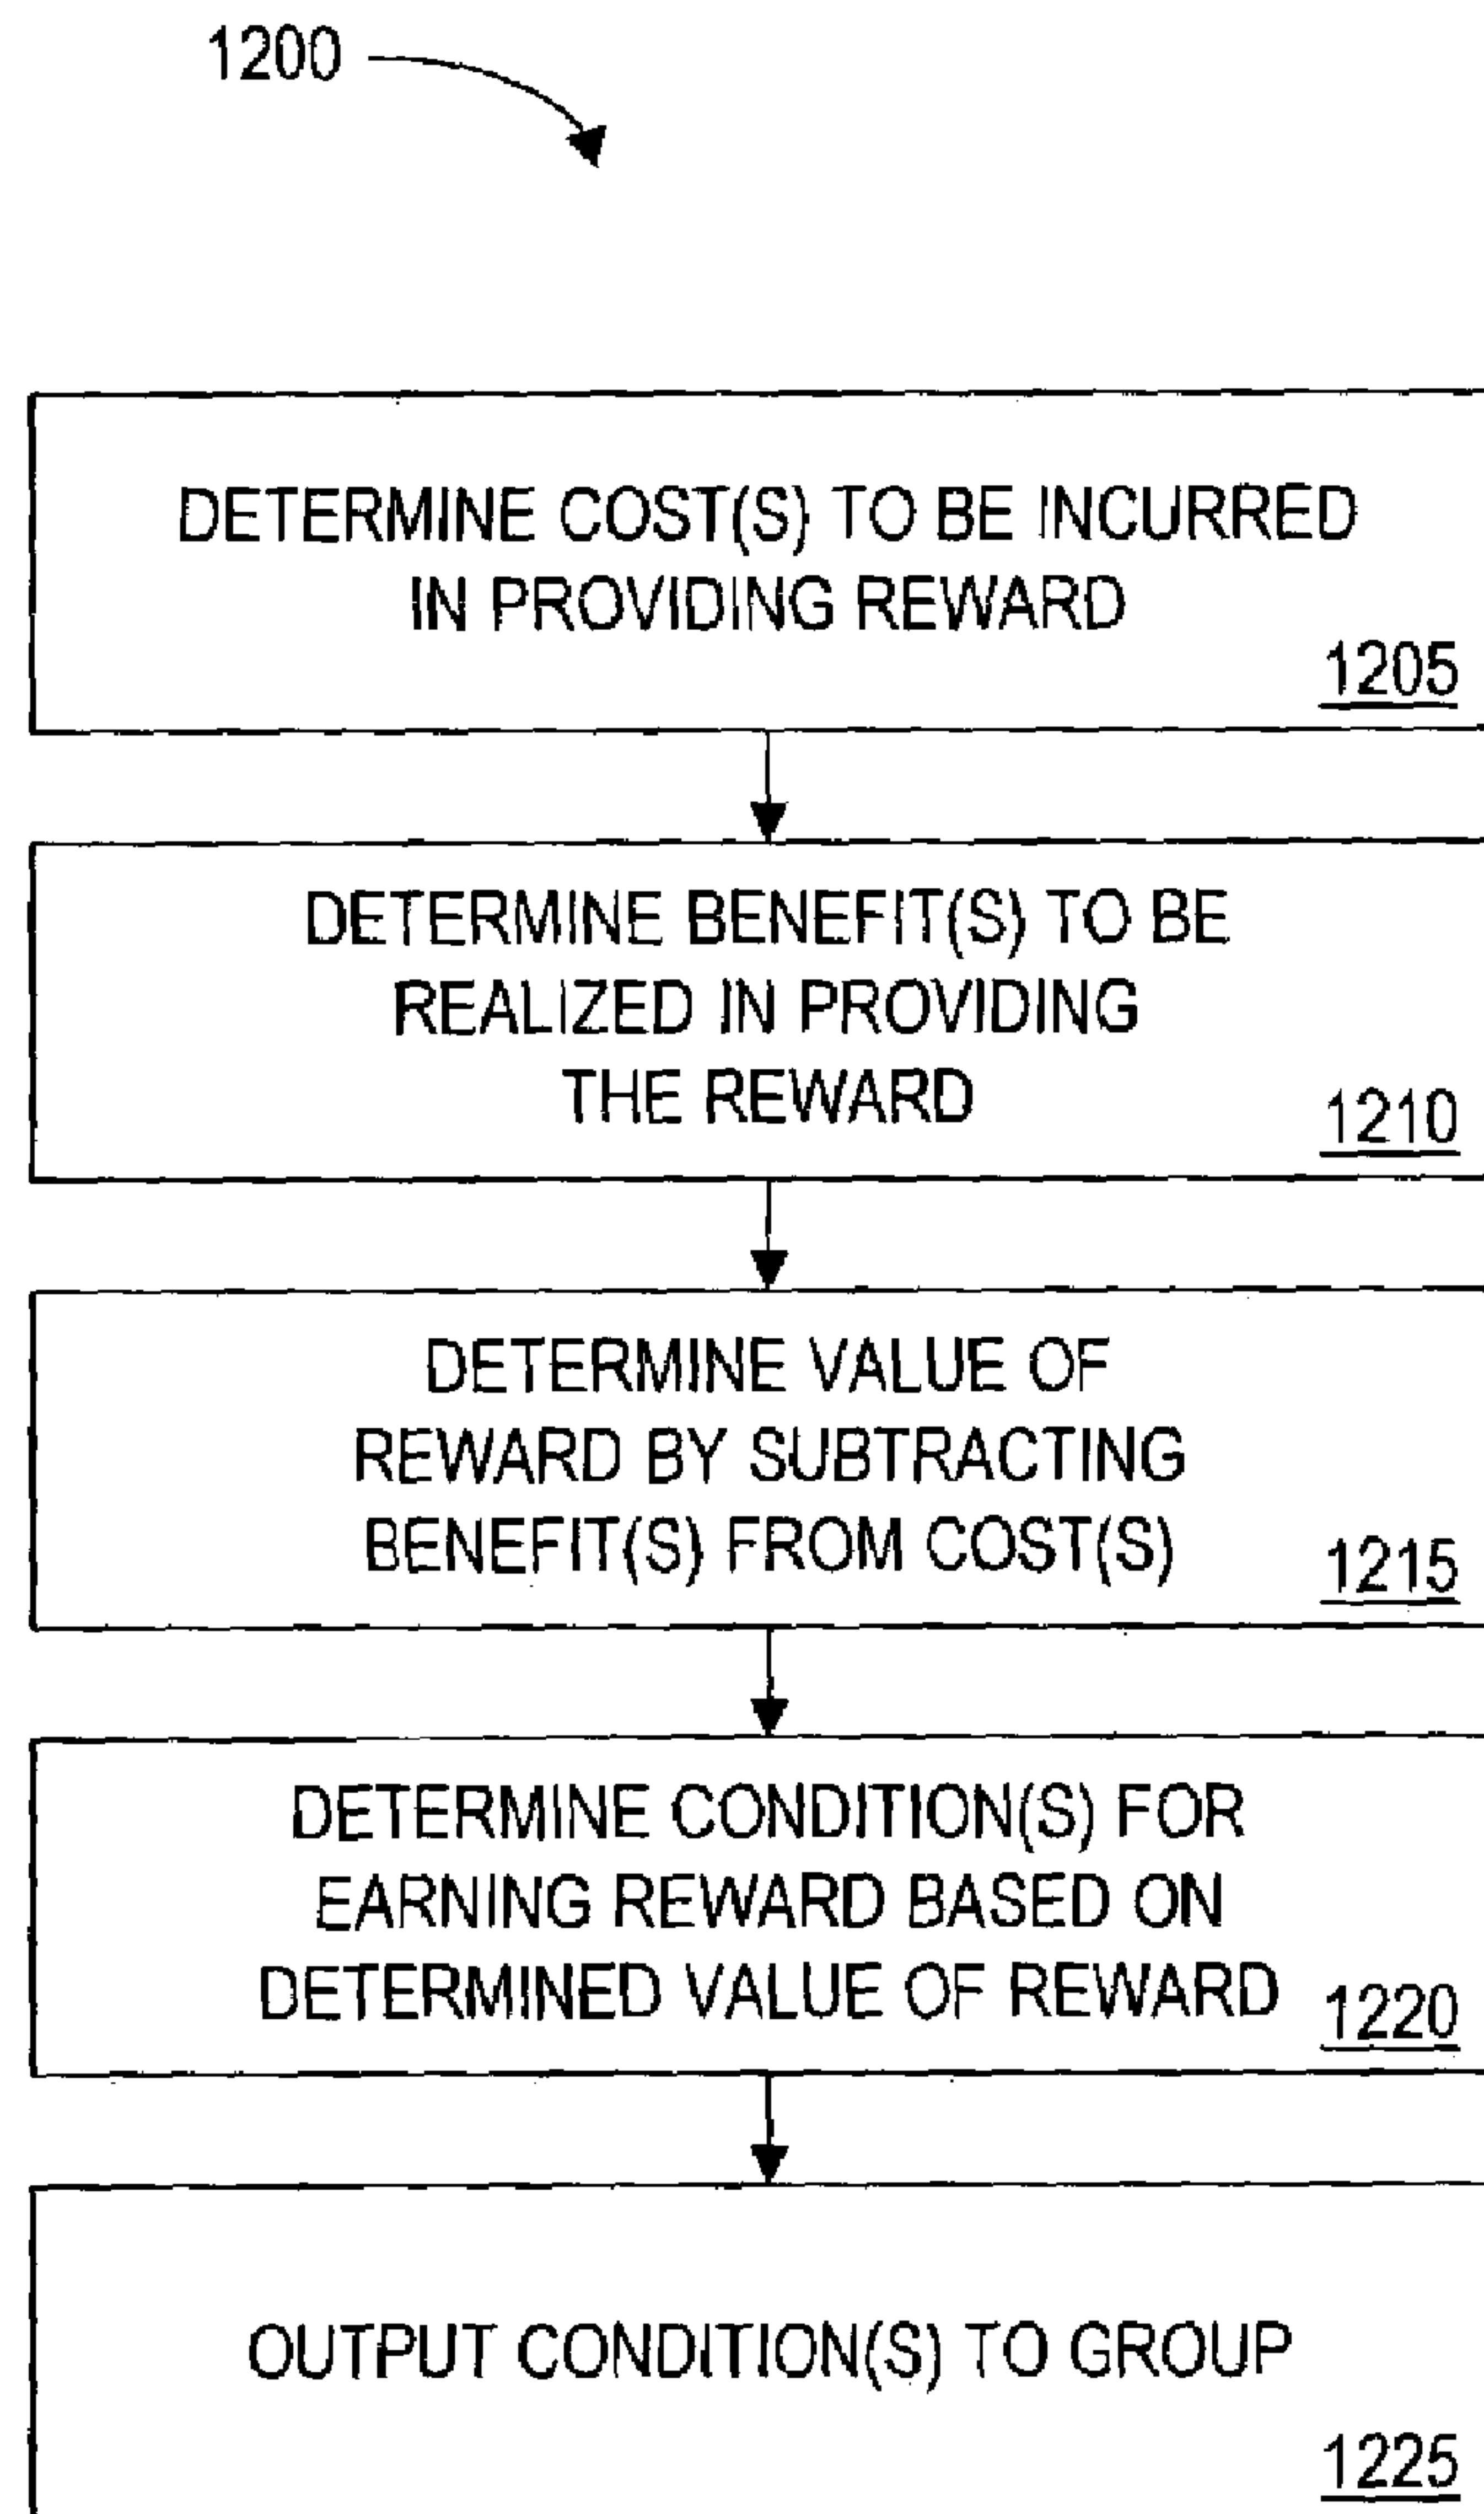 1200
DETERMINE COST(S) TO BE INCURRED
IN PROVIDING REWARD
1205
DETERMINE BENEFIT(S) TO BE
REALIZED IN PROVIDING
THE REWARD
1210
DETERMINE VALUE OF
REWARD BY SUBTRACTING
BENEFIT(S) FROM COST(S)
1215
DETERMINE CONDITION(S) FOR
EARNING REWARD BASED ON
DETERMINED VALUE OF REWARD
1220
OUTPUT CONDITION(S) TO GROUP
1225